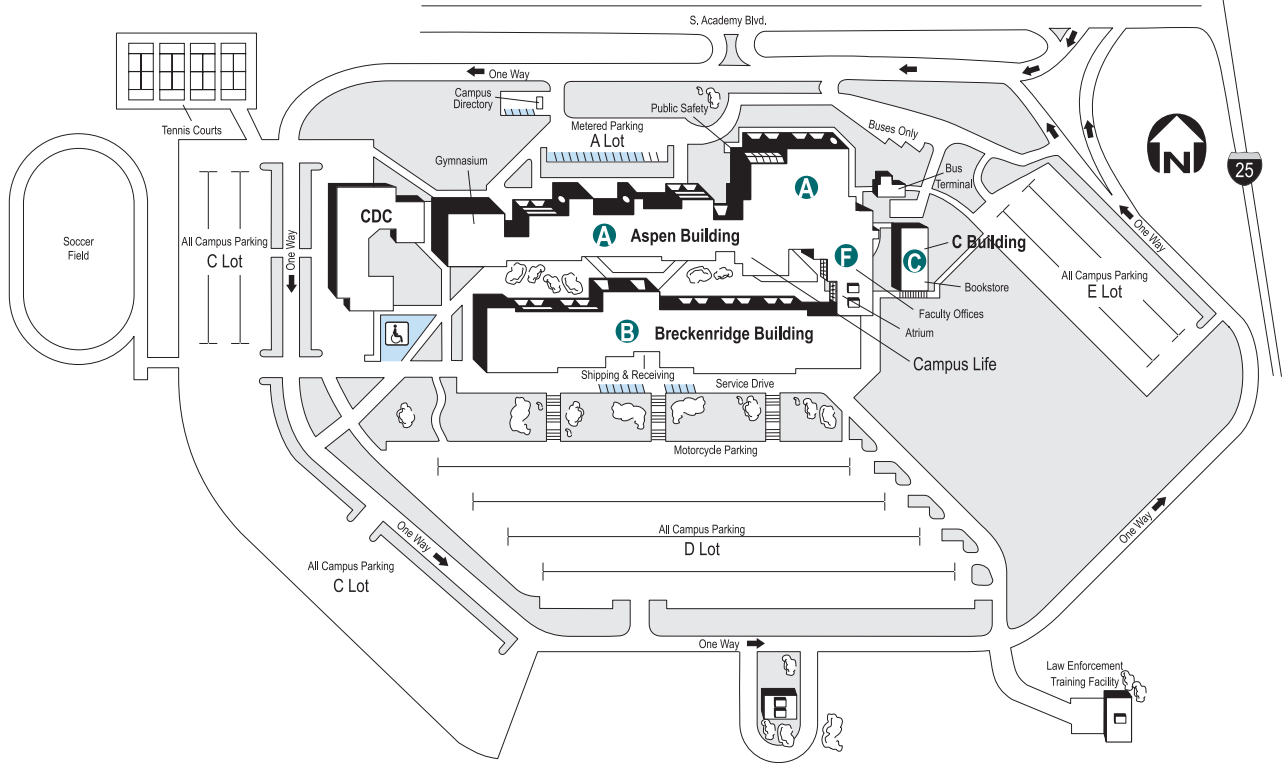 S. Academy Blvd.
One Way
Campus
Directory
Public Safety
Metered Parking
A Lot
Buses Only
Tennis Courts
Gymnasium
Bus
Terminal
N
25
A
CDC
Soccer
Field
All Campus Parking
C Lot
One Way
A
Aspen Building
F
C
C Building
One Way
All Campus Parking
E Lot
Bookstore
Faculty Offices
Atrium
B
Breckenridge Building
Campus Life
Shipping & Receiving
Service Drive
Motorcycle Parking
All Campus Parking
D Lot
One Way
One Way
All Campus Parking
C Lot
One Way
Law Enforcement
Training Facility